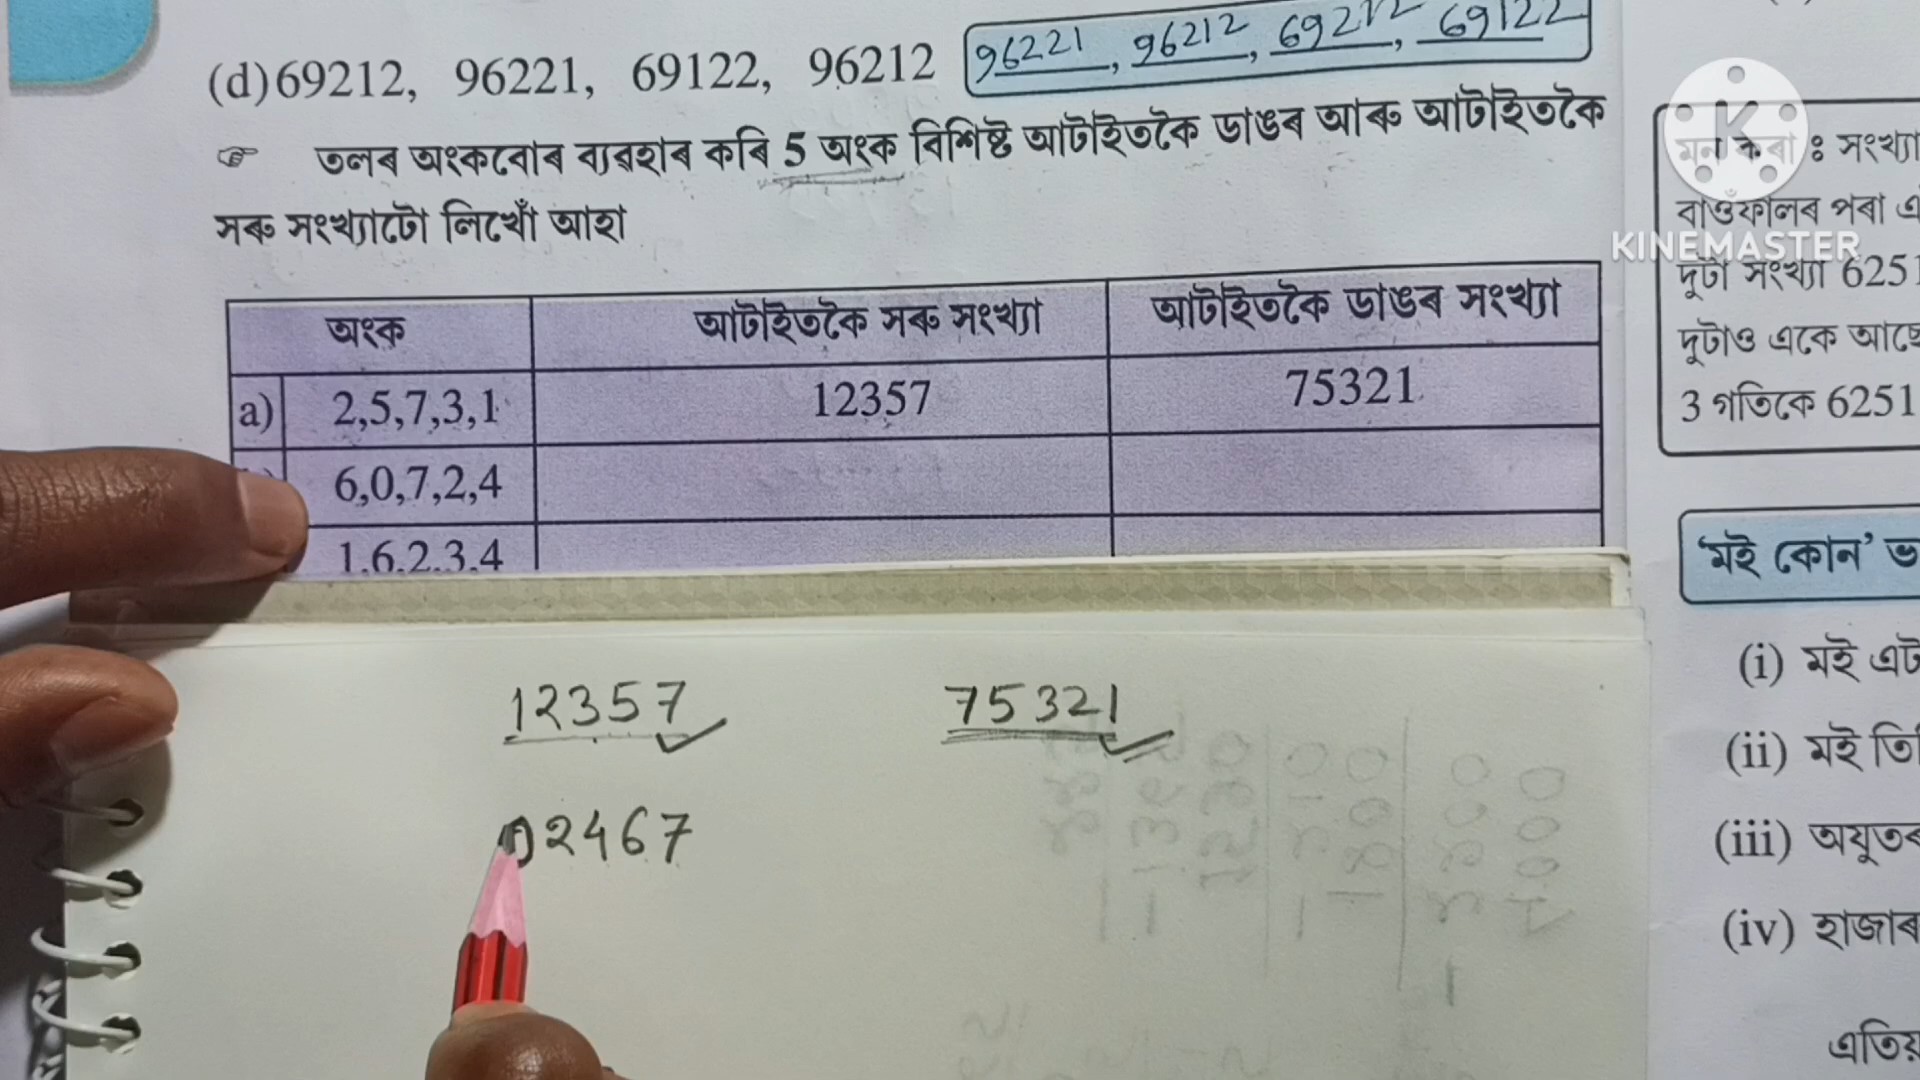 (d) 69212, 96221, 69122, 96212 96221, 96212, 69212, 69122
☞ তলৰ অংকবোৰ ব্যৱহাৰ কৰি 5 অংক বিশিষ্ট আটাইতকৈ ডাঙৰ আৰু আটাইতকৈ
সৰু সংখ্যাটো লিখোঁ আহা
অংক আটাইতকৈ সৰু সংখ্যা আটাইতকৈ ডাঙৰ সংখ্যা
a) 2,5,7,3,1 12357 75321
6,0,7,2,4
1,6,2,3,4
12357 75321
02467
K
KINEMASTER
মন কৰা ঃ সংখ্যা
বাওঁফালৰ পৰা
দুটা সংখ্যা 6251
দুটাও একে আছে
3 গতিকে 6251
‘মই কোন’
(i) মই এটা
(ii) মই
(iii) অযুতৰ
(iv) হাজাৰ